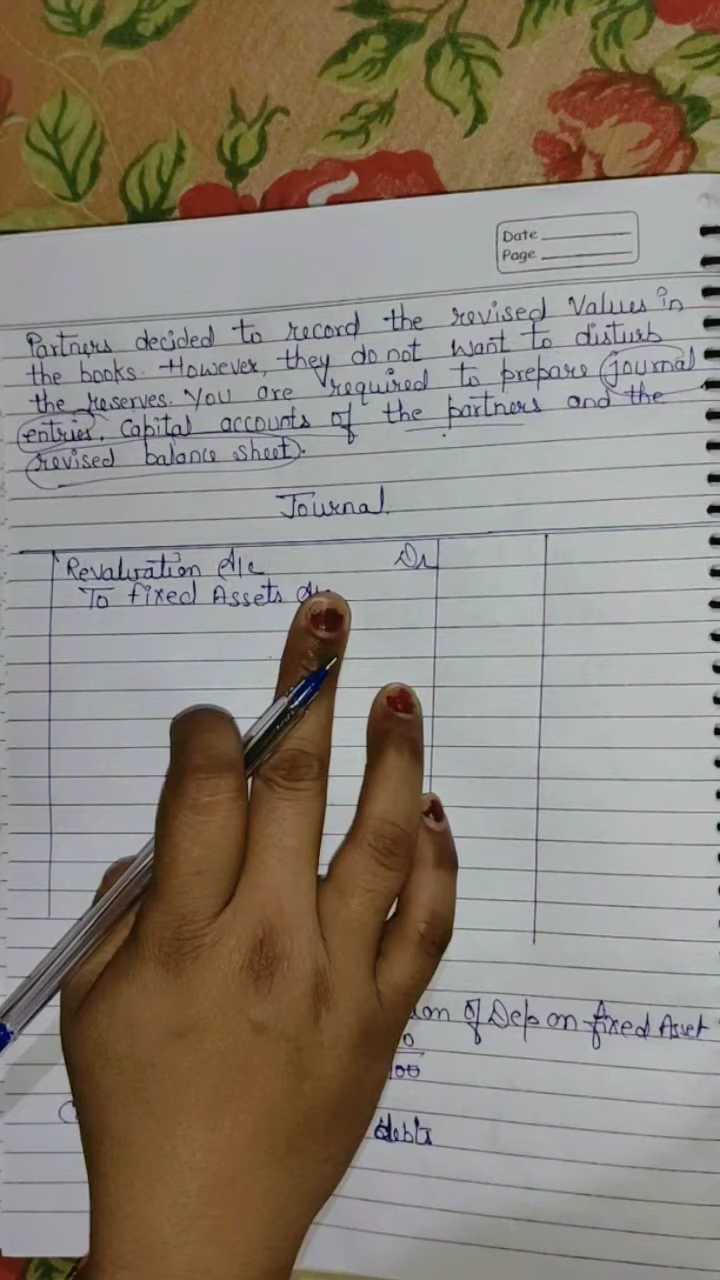 Date
Page
Partners decided to record the revised Values in
the books. However, they do not want to disturb
the reserves. You are required to prepare journal
entries, Capital accounts of the partners and the
revised balance sheet.
Journal
Revaluation A/c Dr
To fixed Assets
of Dep on fixed Asset
debts